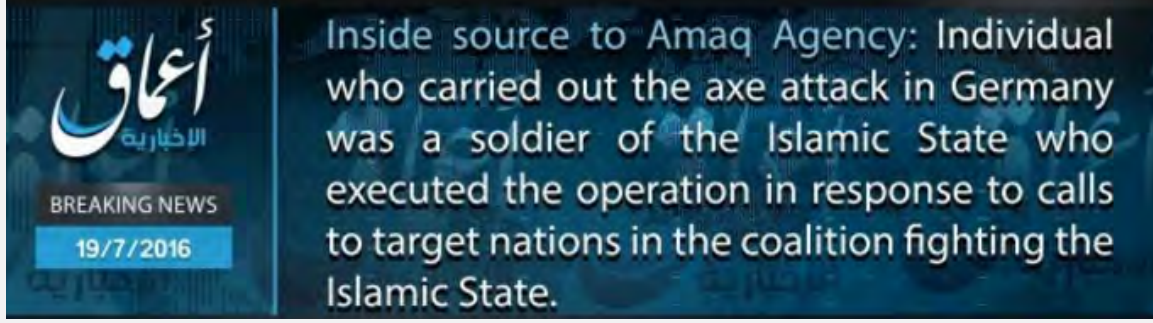 أعماق
الإخبارية
BREAKING NEWS
19/7/2016
Inside source to Amaq Agency: Individual
who carried out the axe attack in Germany
was a soldier of the Islamic State who
executed the operation in response to calls
to target nations in the coalition fighting the
Islamic State.